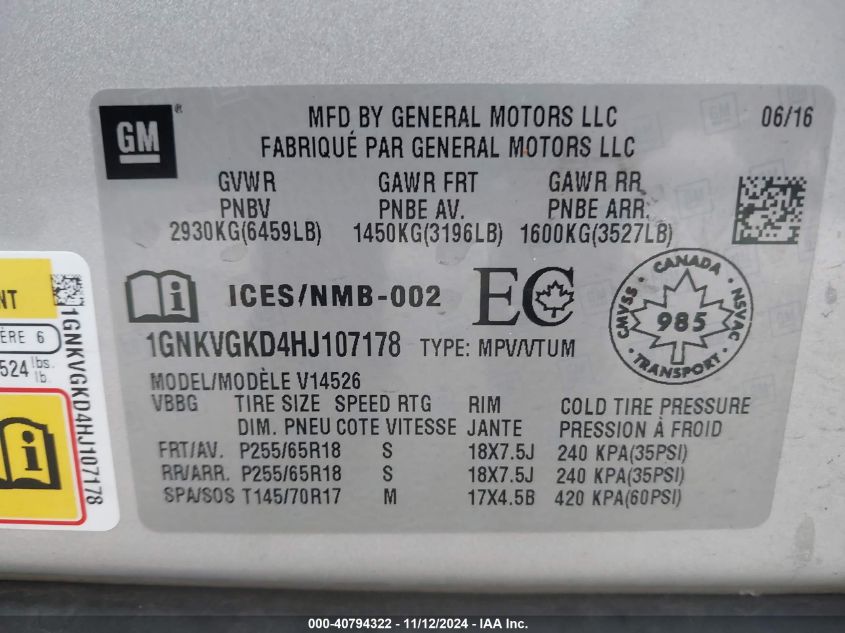 GM
MFD BY GENERAL MOTORS LLC 06/16
FABRIQUÉ PAR GENERAL MOTORS LLC
GVWR GAWR FRT GAWR RR
PNBV PNBE AV. PNBE ARR.
2930KG(6459LB) 1450KG(3196LB) 1600KG(3527LB)
ICES/NMB-002 EC
CANADA
CMVSS 985 NSVAC
TRANSPORT
1GNKVGKD4HJ107178 TYPE: MPV/VTUM
MODEL/MODÈLE V14526
VBBG TIRE SIZE SPEED RTG RIM COLD TIRE PRESSURE
DIM. PNEU COTE VITESSE JANTE PRESSION À FROID
FRT/AV. P255/65R18 S 18X7.5J 240 KPA(35PSI)
RR/ARR. P255/65R18 S 18X7.5J 240 KPA(35PSI)
SPA/SOS T145/70R17 M 17X4.5B 420 KPA(60PSI)
NT
ÈRE 6
524 lbs.
lb.
1GNKVGKD4HJ107178
000-40794322 - 11/12/2024 - IAA Inc.